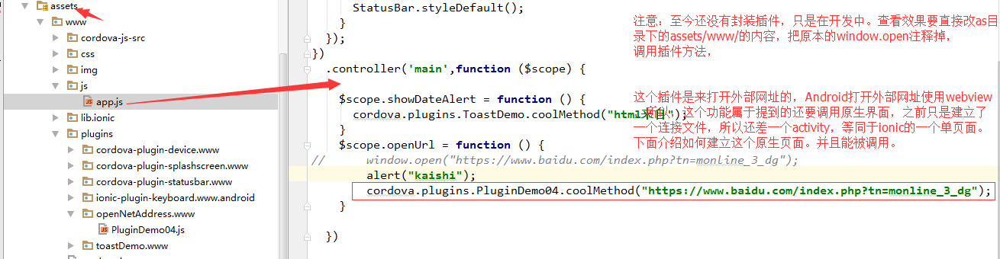 assets
www
cordova-js-src
css
img
js
app.js
lib.ionic
plugins
cordova-plugin-device.www
cordova-plugin-splashscreen.www
cordova-plugin-statusbar.www
ionic-plugin-keyboard.www.android
openNetAddress.www
PluginDemo04.js
toastDemo.www
StatusBar.styleDefault();
}
});
})
.controller('main',function ($scope) {
$scope.showDateAlert = function () {
cordova.plugins.ToastDemo.coolMethod("html来自");
}
$scope.openUrl = function () {
// window.open("https://www.baidu.com/index.php?tn=monline_3_dg");
alert("kaishi");
cordova.plugins.PluginDemo04.coolMethod("https://www.baidu.com/index.php?tn=monline_3_dg");
}
})
注意：至今还没有封装插件，只是在开发中。查看效果要直接改as目
录下的assets/www/的内容，把原本的window.open注释掉，
调用插件方法，
这个插件是来打开外部网址的，Android打开外部网址使用webview
，这个功能属于提到的还要调用原生界面，之前只是建立了
一个连接文件，所以还差一个activity，等同于ionic的一个单页面。
下面介绍如何建立这个原生页面。并且能被调用。